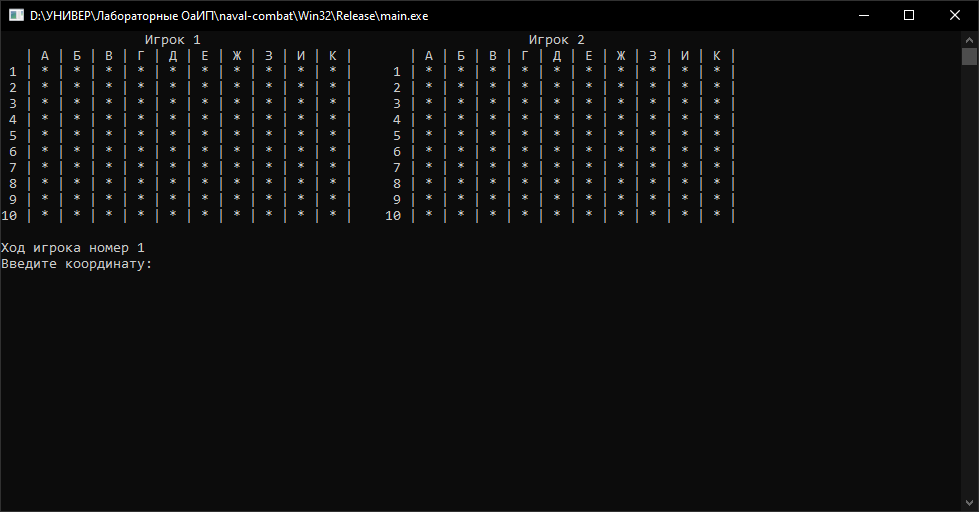 D:\УНИВЕР\Лабораторные ОаИП\naval-combat\Win32\Release\main.exe
Игрок 1 Игрок 2
| А | Б | В | Г | Д | Е | Ж | З | И | К | | А | Б | В | Г | Д | Е | Ж | З | И | К |
1 | * | * | * | * | * | * | * | * | * | * | 1 | * | * | * | * | * | * | * | * | * | * |
2 | * | * | * | * | * | * | * | * | * | * | 2 | * | * | * | * | * | * | * | * | * | * |
3 | * | * | * | * | * | * | * | * | * | * | 3 | * | * | * | * | * | * | * | * | * | * |
4 | * | * | * | * | * | * | * | * | * | * | 4 | * | * | * | * | * | * | * | * | * | * |
5 | * | * | * | * | * | * | * | * | * | * | 5 | * | * | * | * | * | * | * | * | * | * |
6 | * | * | * | * | * | * | * | * | * | * | 6 | * | * | * | * | * | * | * | * | * | * |
7 | * | * | * | * | * | * | * | * | * | * | 7 | * | * | * | * | * | * | * | * | * | * |
8 | * | * | * | * | * | * | * | * | * | * | 8 | * | * | * | * | * | * | * | * | * | * |
9 | * | * | * | * | * | * | * | * | * | * | 9 | * | * | * | * | * | * | * | * | * | * |
10 | * | * | * | * | * | * | * | * | * | * | 10 | * | * | * | * | * | * | * | * | * | * |
Ход игрока номер 1
Введите координату: